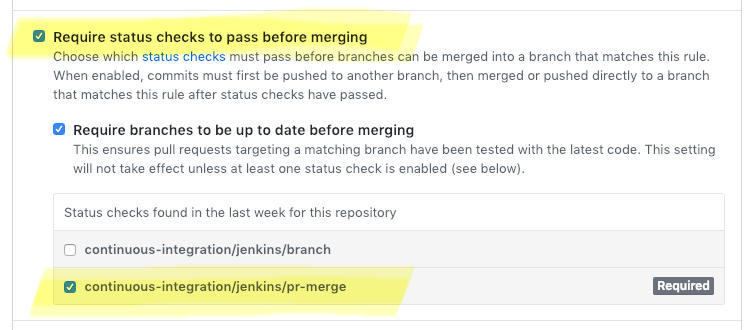 Require status checks to pass before merging
Choose which status checks must pass before branches can be merged into a branch that matches this rule.
When enabled, commits must first be pushed to another branch, then merged or pushed directly to a branch
that matches this rule after status checks have passed.
Require branches to be up to date before merging
This ensures pull requests targeting a matching branch have been tested with the latest code. This setting
will not take effect unless at least one status check is enabled (see below).
Status checks found in the last week for this repository
continuous-integration/jenkins/branch
continuous-integration/jenkins/pr-merge Required